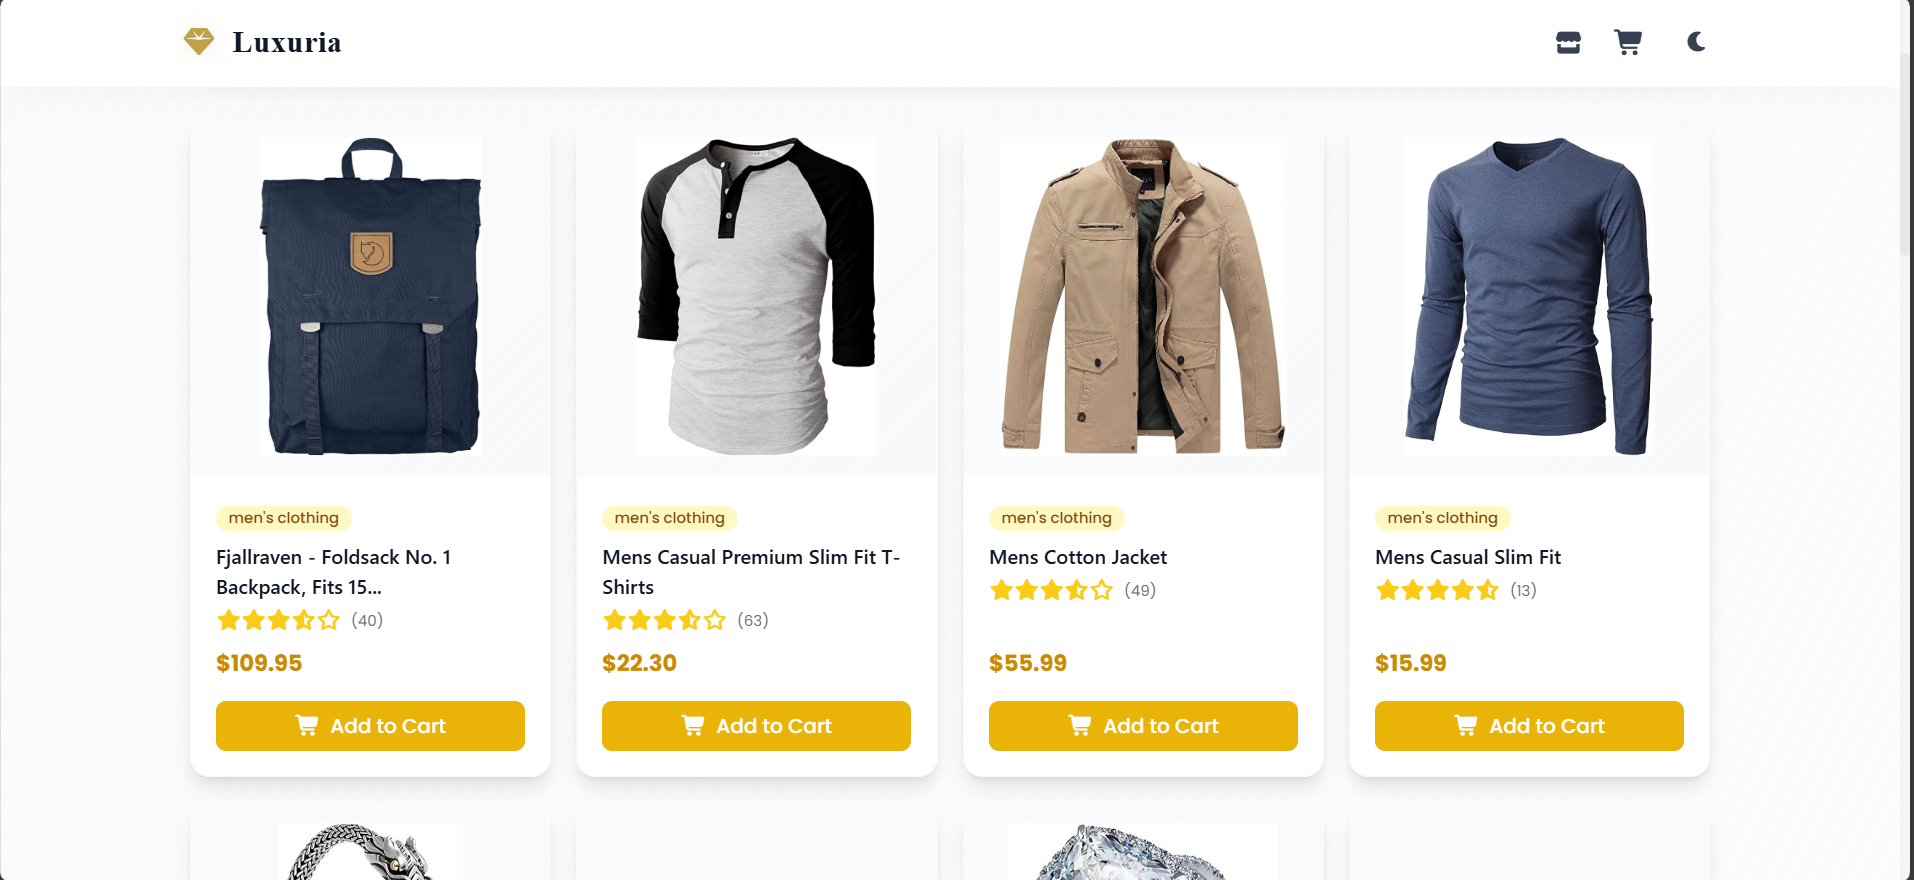 Luxuria
men's clothing
Fjallraven - Foldsack No. 1
Backpack, Fits 15...
(40)
$109.95
Add to Cart
men's clothing
Mens Casual Premium Slim Fit T-
Shirts
(63)
$22.30
Add to Cart
men's clothing
Mens Cotton Jacket
(49)
$55.99
Add to Cart
men's clothing
Mens Casual Slim Fit
(13)
$15.99
Add to Cart